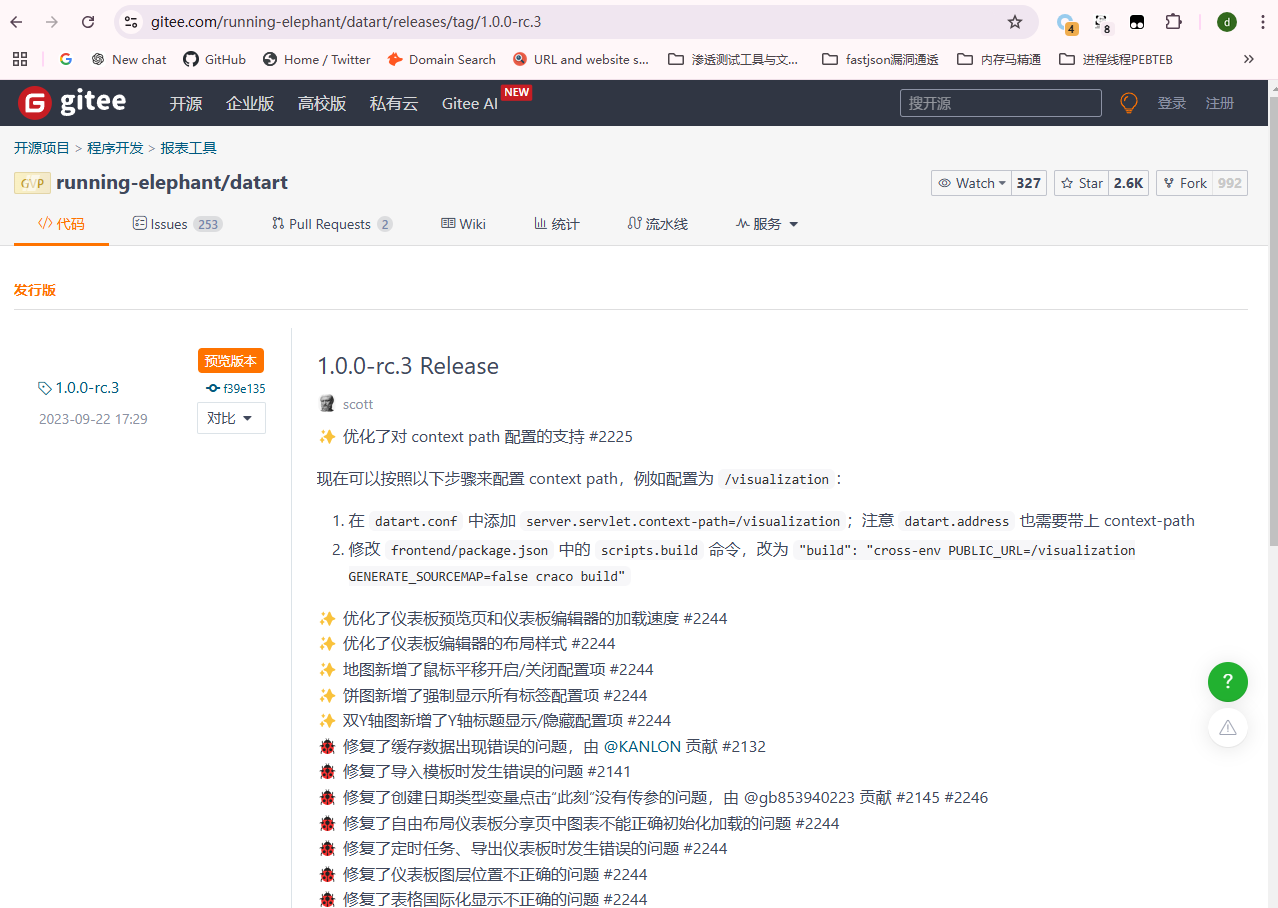 gitee.com/running-elephant/datart/releases/tag/1.0.0-rc.3
4
8
d
New chat
GitHub
Home / Twitter
Domain Search
URL and website s...
渗透测试工具与文...
fastjson漏洞通透
内存马精通
进程线程PEBTEB
gitee
开源
企业版
高校版
私有云
Gitee AI
NEW
搜开源
登录
注册
开源项目 > 程序开发 > 报表工具
GVP
running-elephant/datart
Watch 327
Star 2.6K
Fork 992
代码
Issues 253
Pull Requests 2
Wiki
统计
流水线
服务
发行版
预览版本
1.0.0-rc.3
f39e135
2023-09-22 17:29
对比
1.0.0-rc.3 Release
scott
✨ 优化了对 context path 配置的支持 #2225
现在可以按照以下步骤来配置 context path，例如配置为 /visualization：
1. 在 datart.conf 中添加 server.servlet.context-path=/visualization；注意 datart.address 也需要带上 context-path
2. 修改 frontend/package.json 中的 scripts.build 命令，改为 "build": "cross-env PUBLIC_URL=/visualization
GENERATE_SOURCEMAP=false craco build"
✨ 优化了仪表板预览页和仪表板编辑器的加载速度 #2244
✨ 优化了仪表板编辑器的布局样式 #2244
✨ 地图新增了鼠标平移开启/关闭配置项 #2244
✨ 饼图新增了强制显示所有标签配置项 #2244
✨ 双Y轴图新增了Y轴标题显示/隐藏配置项 #2244
🐞 修复了缓存数据出现错误的问题，由 @KANLON 贡献 #2132
🐞 修复了导入模板时发生错误的问题 #2141
🐞 修复了创建日期类型变量点击“此刻”没有传参的问题，由 @gb853940223 贡献 #2145 #2246
🐞 修复了自由布局仪表板分享页中图表不能正确初始化加载的问题 #2244
🐞 修复了定时任务、导出仪表板时发生错误的问题 #2244
🐞 修复了仪表板图层位置不正确的问题 #2244
🐞 修复了表格国际化显示不正确的问题 #2244
?